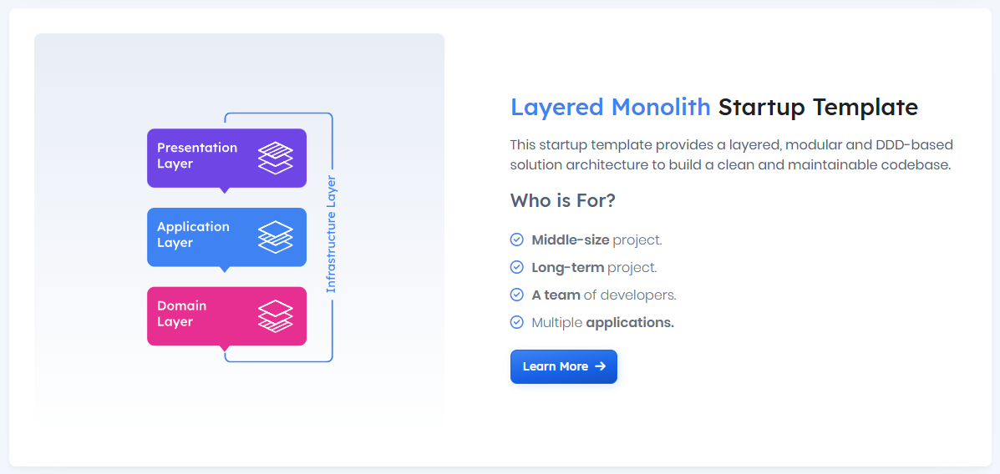 Presentation
Layer
Application
Layer
Domain
Layer
Infrastructure Layer
Layered Monolith Startup Template
This startup template provides a layered, modular and DDD-based
solution architecture to build a clean and maintainable codebase.
Who is For?
Middle-size project.
Long-term project.
A team of developers.
Multiple applications.
Learn More →